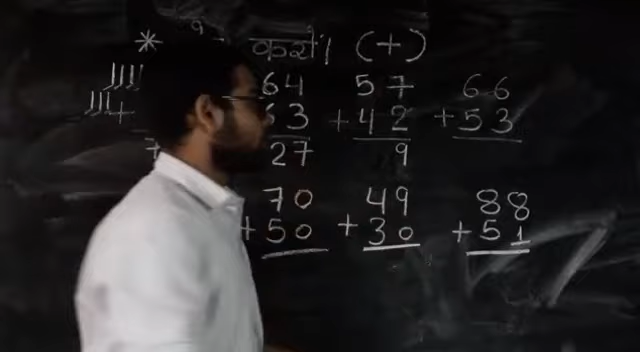 * करो। (+)
64 57 66
63 + 42 + 53
27 9
70 49 88
+ 50 + 30 + 51